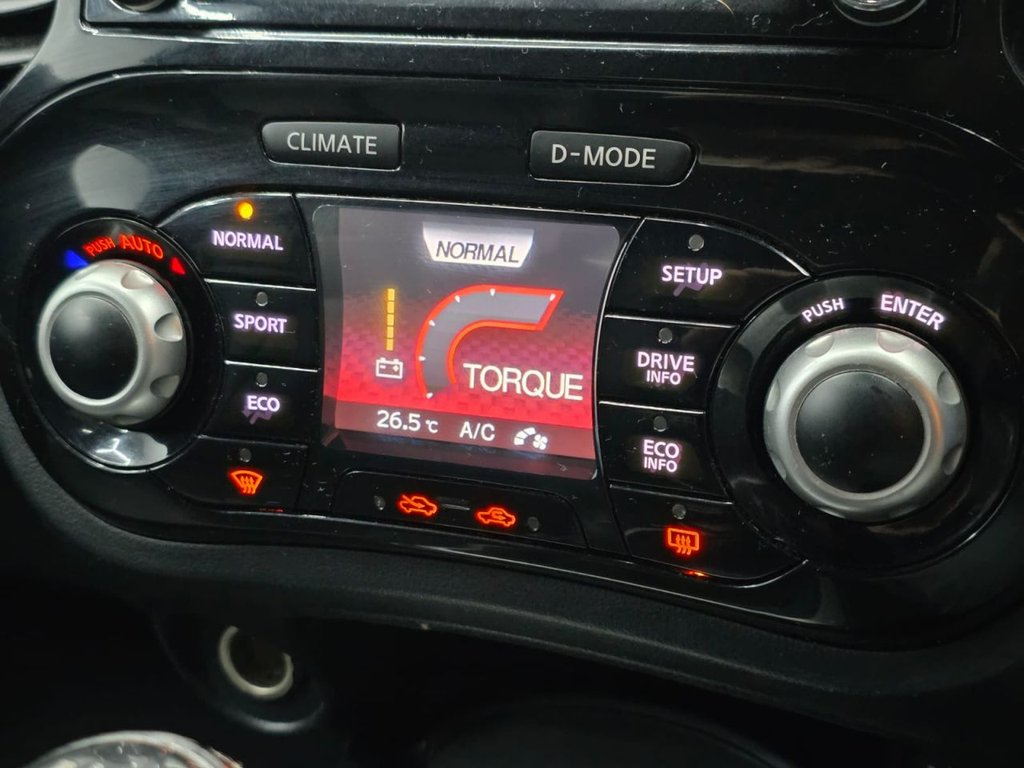 CLIMATE
D-MODE
PUSH AUTO
NORMAL
NORMAL
SETUP
PUSH ENTER
SPORT
DRIVE
INFO
TORQUE
ECO
ECO
INFO
26.5°C A/C